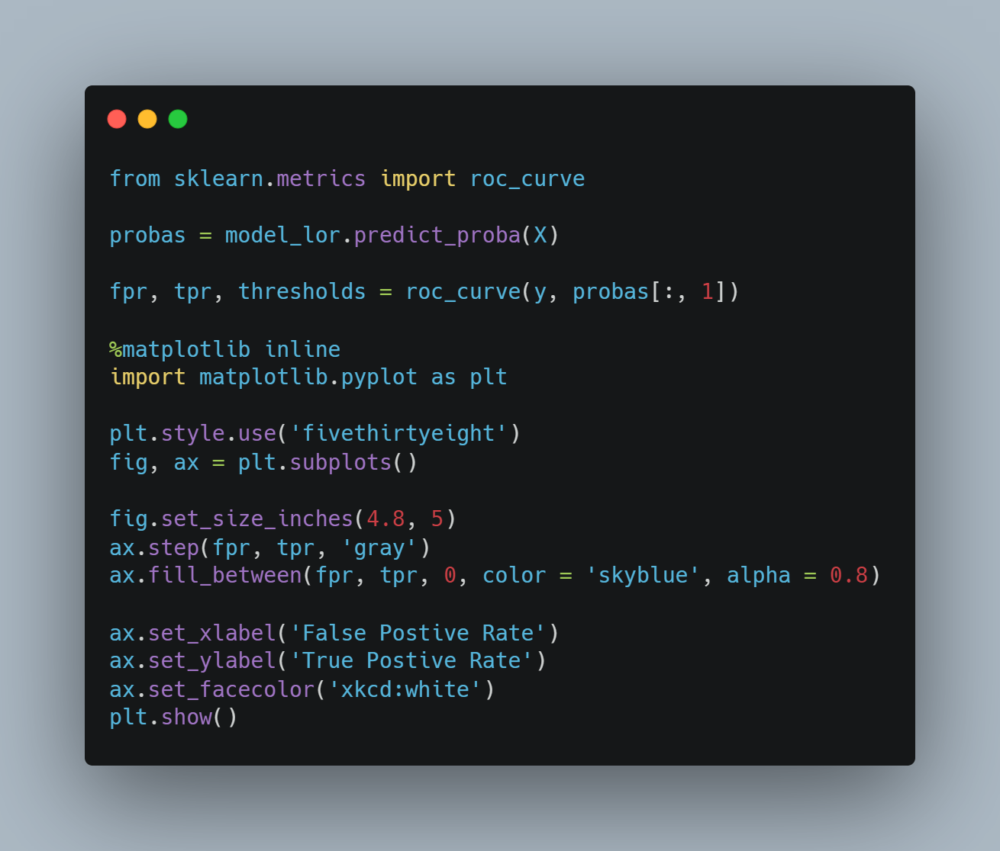 from sklearn.metrics import roc_curve
probas = model_lor.predict_proba(X)
fpr, tpr, thresholds = roc_curve(y, probas[:, 1])
%matplotlib inline
import matplotlib.pyplot as plt
plt.style.use('fivethirtyeight')
fig, ax = plt.subplots()
fig.set_size_inches(4.8, 5)
ax.step(fpr, tpr, 'gray')
ax.fill_between(fpr, tpr, 0, color = 'skyblue', alpha = 0.8)
ax.set_xlabel('False Postive Rate')
ax.set_ylabel('True Postive Rate')
ax.set_facecolor('xkcd:white')
plt.show()